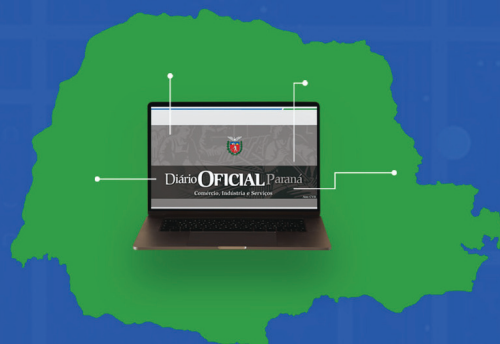 Diário OFICIAL Paraná
Comércio, Indústria e Serviços